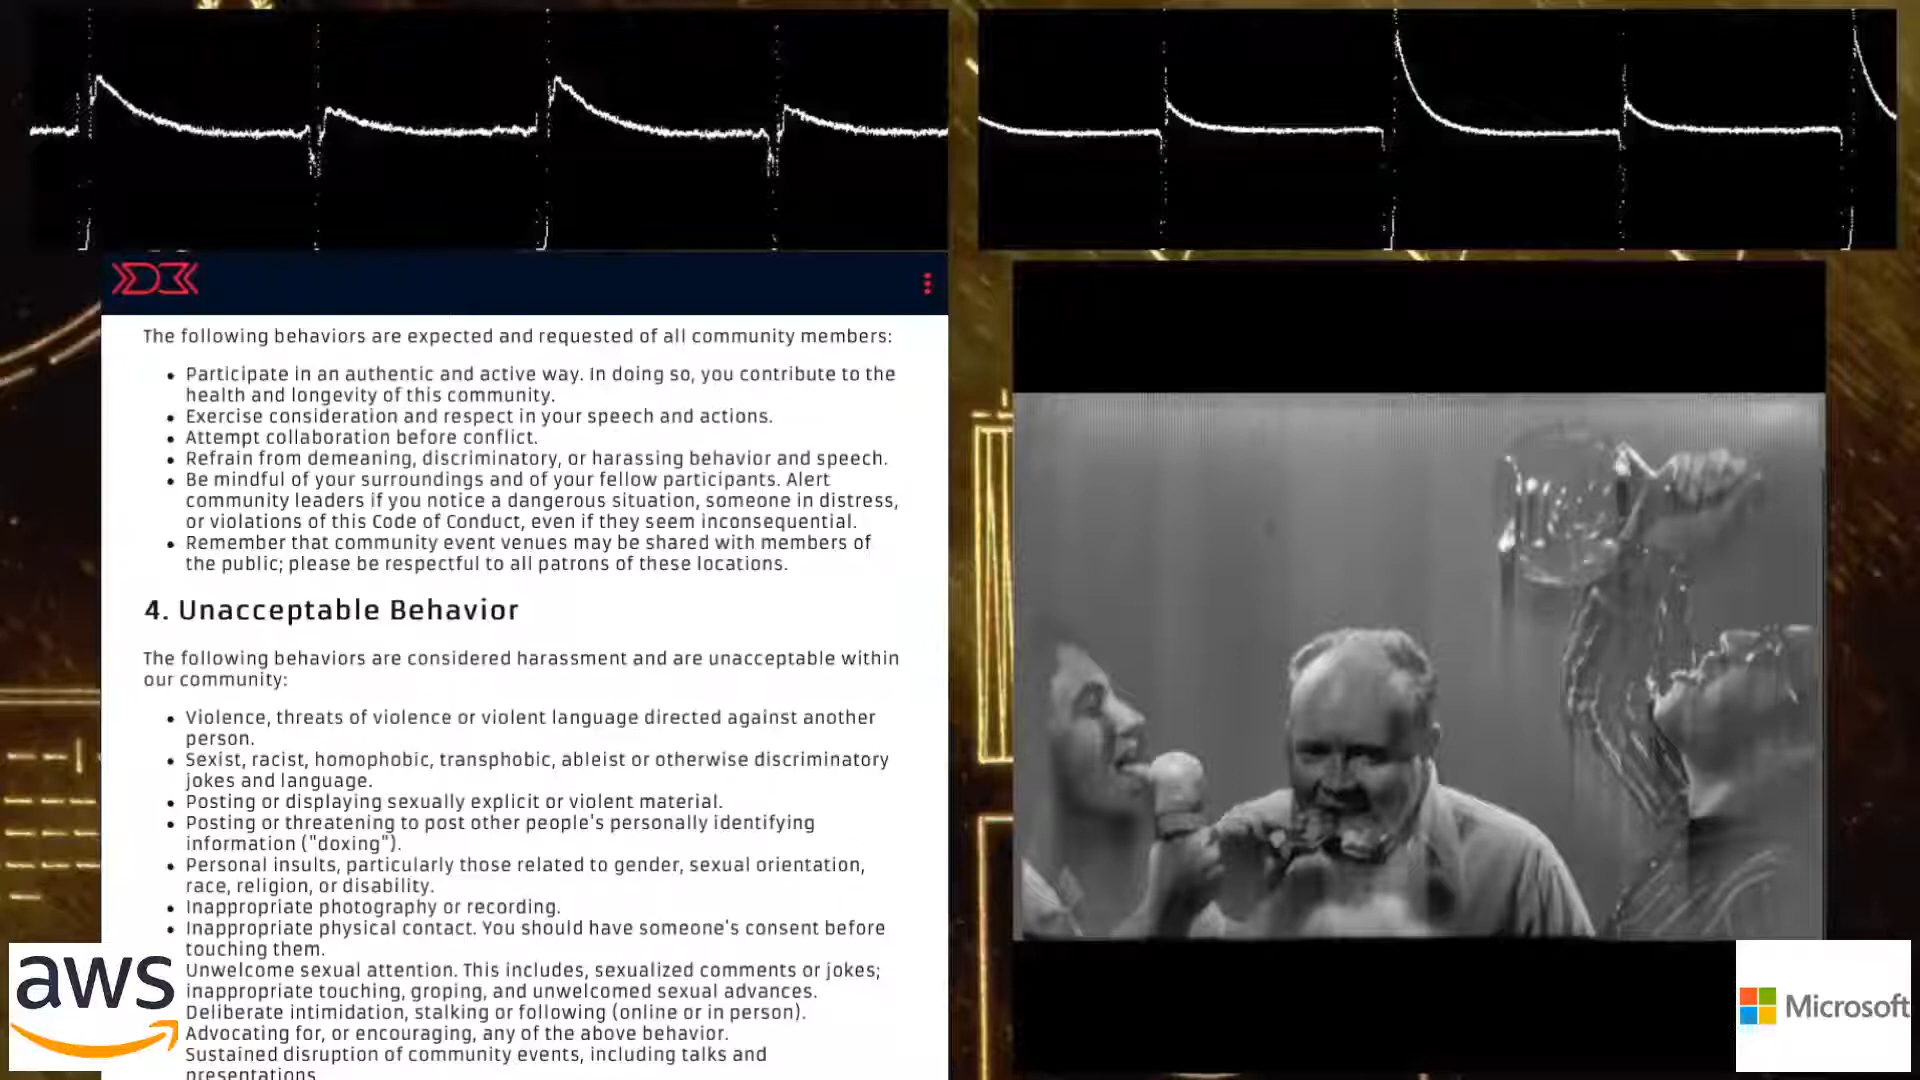 The following behaviors are expected and requested of all community members:
Participate in an authentic and active way. In doing so, you contribute to the
health and longevity of this community.
Exercise consideration and respect in your speech and actions.
Attempt collaboration before conflict.
Refrain from demeaning, discriminatory, or harassing behavior and speech.
Be mindful of your surroundings and of your fellow participants. Alert
community leaders if you notice a dangerous situation, someone in distress,
or violations of this Code of Conduct, even if they seem inconsequential.
Remember that community event venues may be shared with members of
the public; please be respectful to all patrons of these locations.
4. Unacceptable Behavior
The following behaviors are considered harassment and are unacceptable within
our community:
Violence, threats of violence or violent language directed against another
person.
Sexist, racist, homophobic, transphobic, ableist or otherwise discriminatory
jokes and language.
Posting or displaying sexually explicit or violent material.
Posting or threatening to post other people's personally identifying
information ("doxing").
Personal insults, particularly those related to gender, sexual orientation,
race, religion, or disability.
Inappropriate photography or recording.
Inappropriate physical contact. You should have someone's consent before
touching them.
Unwelcome sexual attention. This includes, sexualized comments or jokes;
inappropriate touching, groping, and unwelcomed sexual advances.
Deliberate intimidation, stalking or following (online or in person).
Advocating for, or encouraging, any of the above behavior.
Sustained disruption of community events, including talks and
presentations.
aws
Microsoft